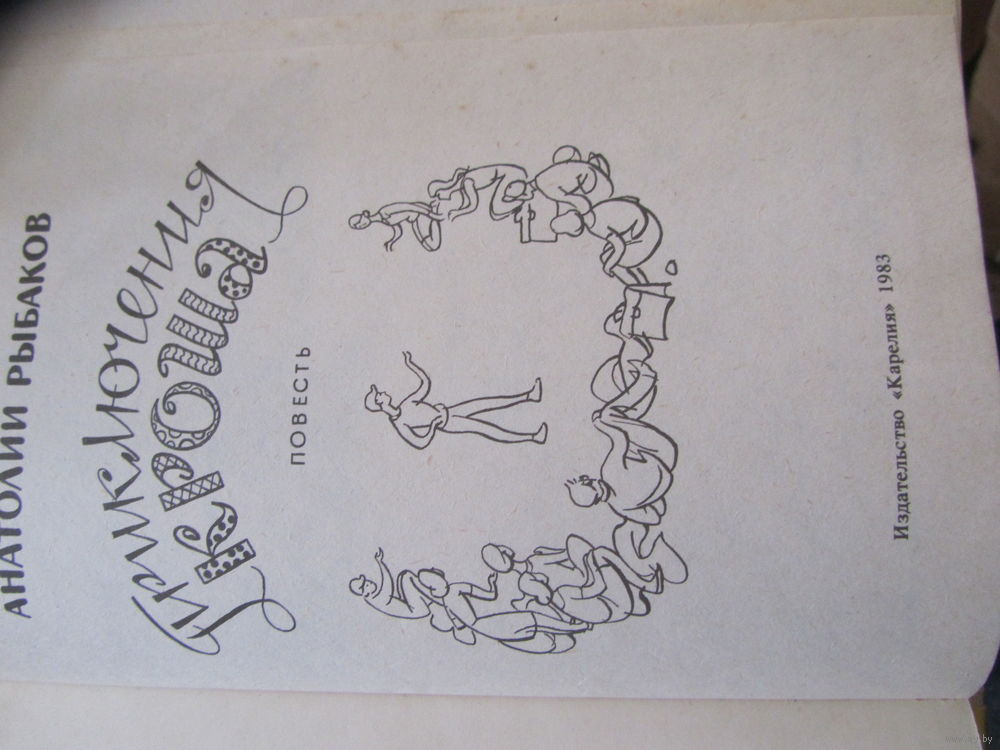 АНАТОЛИЙ РЫБАКОВ
Приключения
Кроша
ПОВЕСТЬ
Издательство «Карелия» 1983